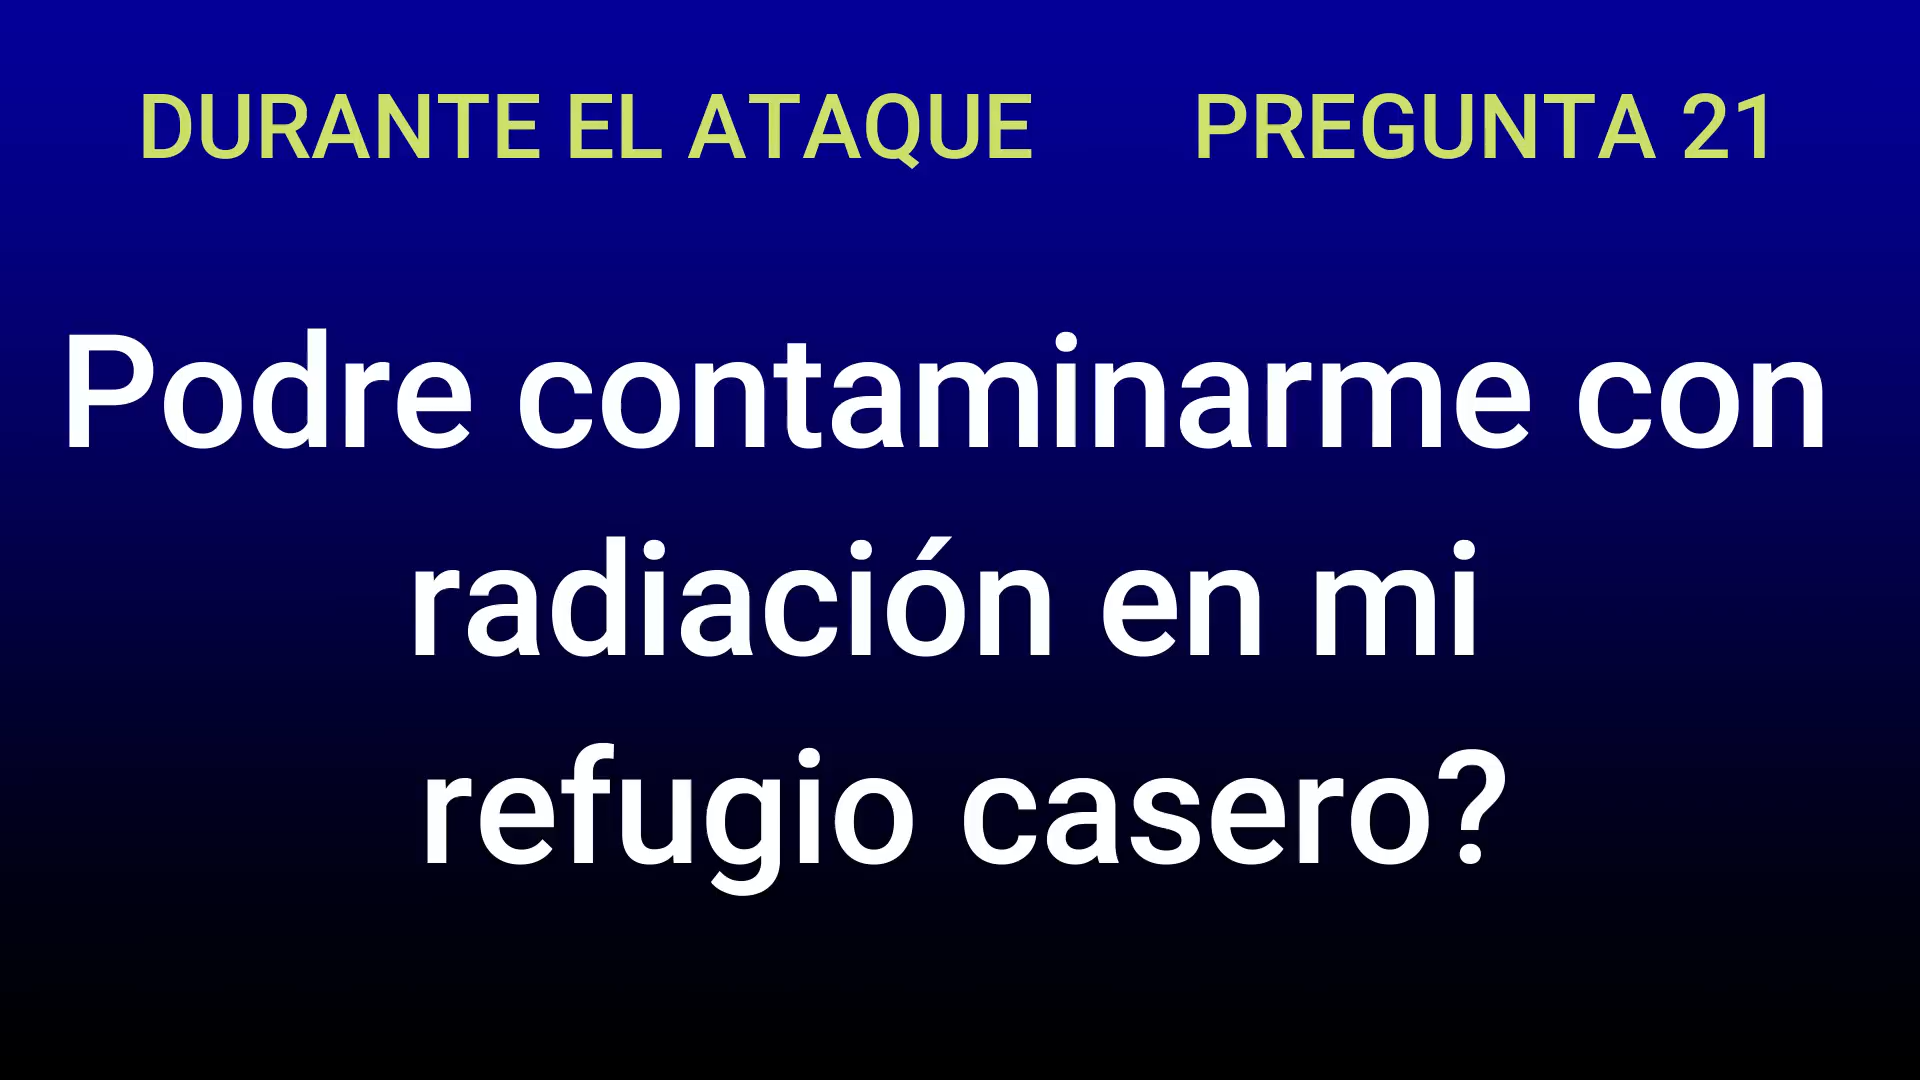 DURANTE EL ATAQUE PREGUNTA 21
Podre contaminarme con
radiación en mi
refugio casero?